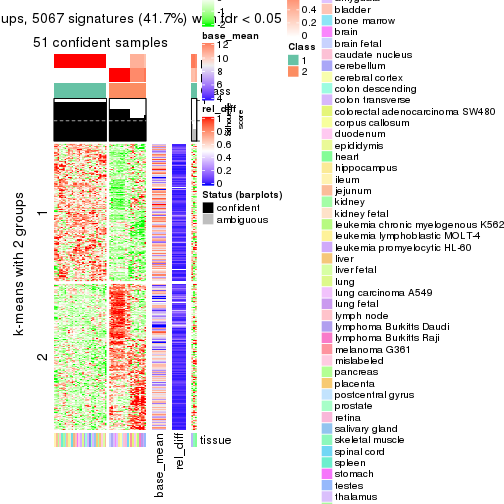 ups, 5067 signatures (41.7%) w fdr < 0.05
51 confident samples
k-means with 2 groups
1
2
base_mean
rel_diff
tissue
-2
base_mean
12
10
8
6
4
rel_diff
1
0.8
0.6
0.4
0.2
0
score
Status (barplots)
confident
ambiguous
0.4
0.2
0
Class
1
2
bladder
bone marrow
brain
brain fetal
caudate nucleus
cerebellum
cerebral cortex
colon descending
colon transverse
colorectal adenocarcinoma SW480
corpus callosum
duodenum
epididymis
heart
hippocampus
ileum
jejunum
kidney
kidney fetal
leukemia chronic myelogenous K562
leukemia lymphoblastic MOLT-4
leukemia promyelocytic HL-60
liver
liver fetal
lung
lung carcinoma A549
lung fetal
lymph node
lymphoma Burkitts Daudi
lymphoma Burkitts Raji
melanoma G361
mislabeled
pancreas
placenta
postcentral gyrus
prostate
retina
salivary gland
skeletal muscle
spinal cord
spleen
stomach
testes
thalamus